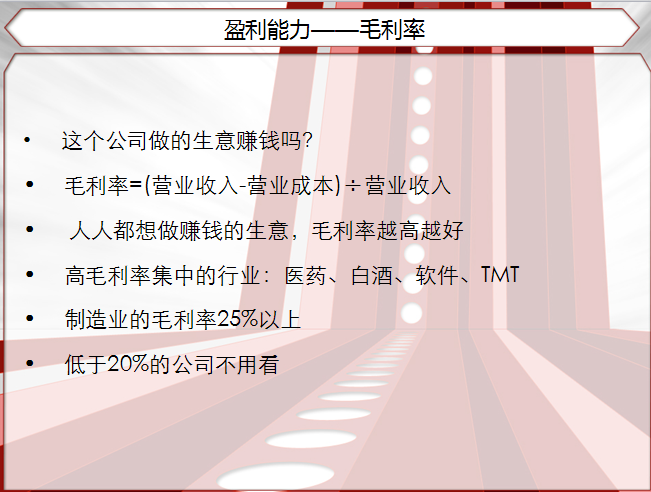 盈利能力——毛利率
• 这个公司做的生意赚钱吗?
• 毛利率=(营业收入-营业成本)÷营业收入
• 人人都想做赚钱的生意，毛利率越高越好
• 高毛利率集中的行业：医药、白酒、软件、TMT
• 制造业的毛利率25%以上
• 低于20%的公司不用看